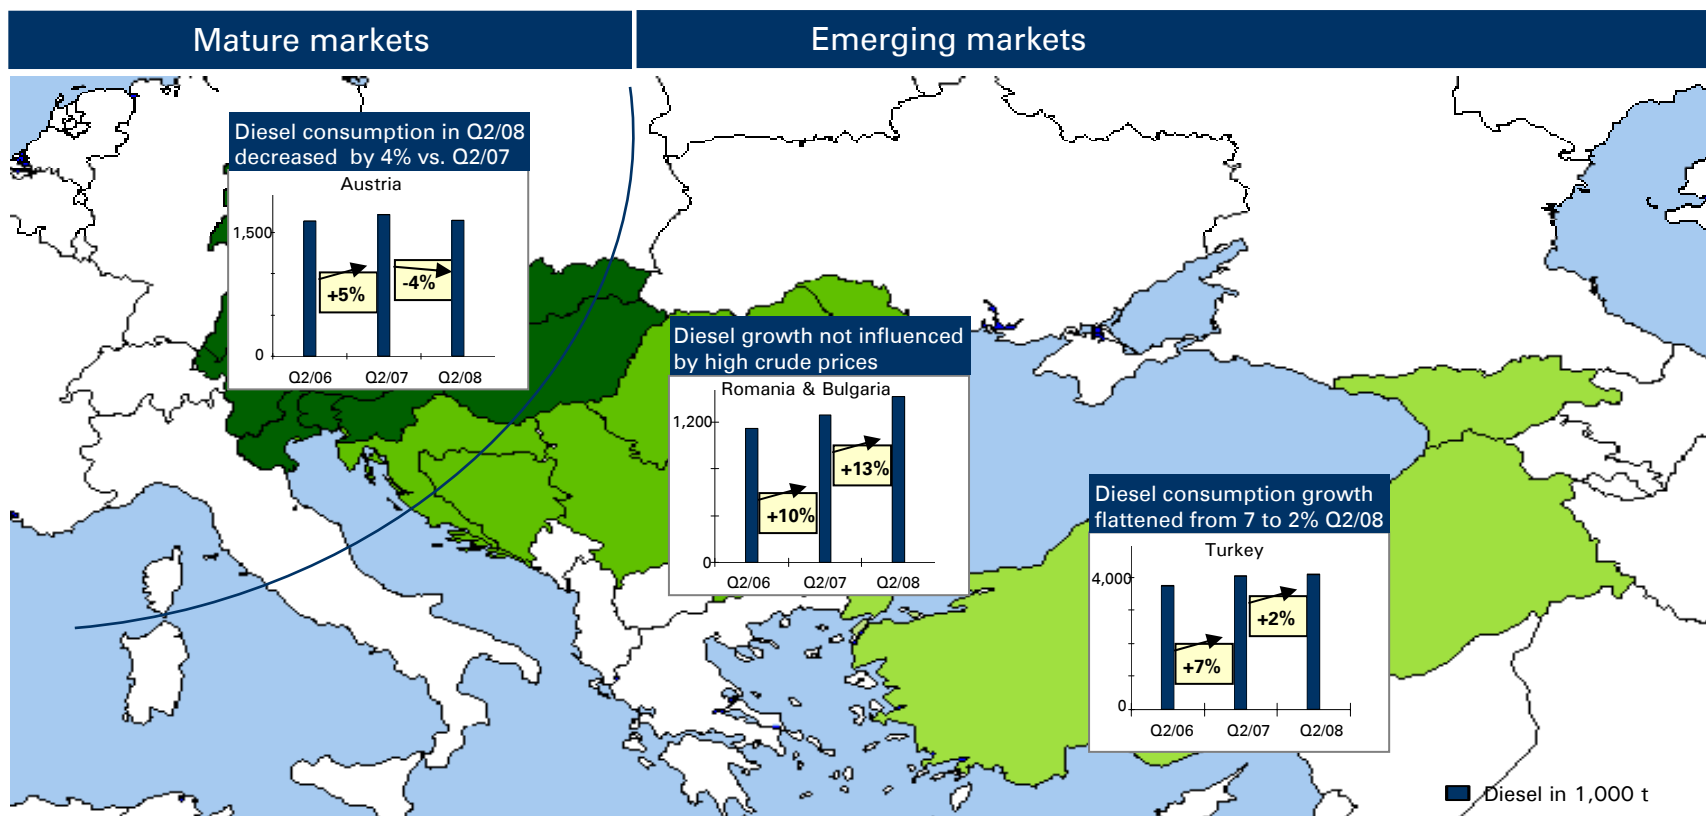 Mature markets
Emerging markets
Diesel consumption in Q2/08
decreased by 4% vs. Q2/07
Austria
1,500
0
+5%
-4%
Q2/06 Q2/07 Q2/08
Diesel growth not influenced
by high crude prices
Romania & Bulgaria
1,200
0
+10%
+13%
Q2/06 Q2/07 Q2/08
Diesel consumption growth
flattened from 7 to 2% Q2/08
Turkey
4,000
0
+7%
+2%
Q2/06 Q2/07 Q2/08
Diesel in 1,000 t